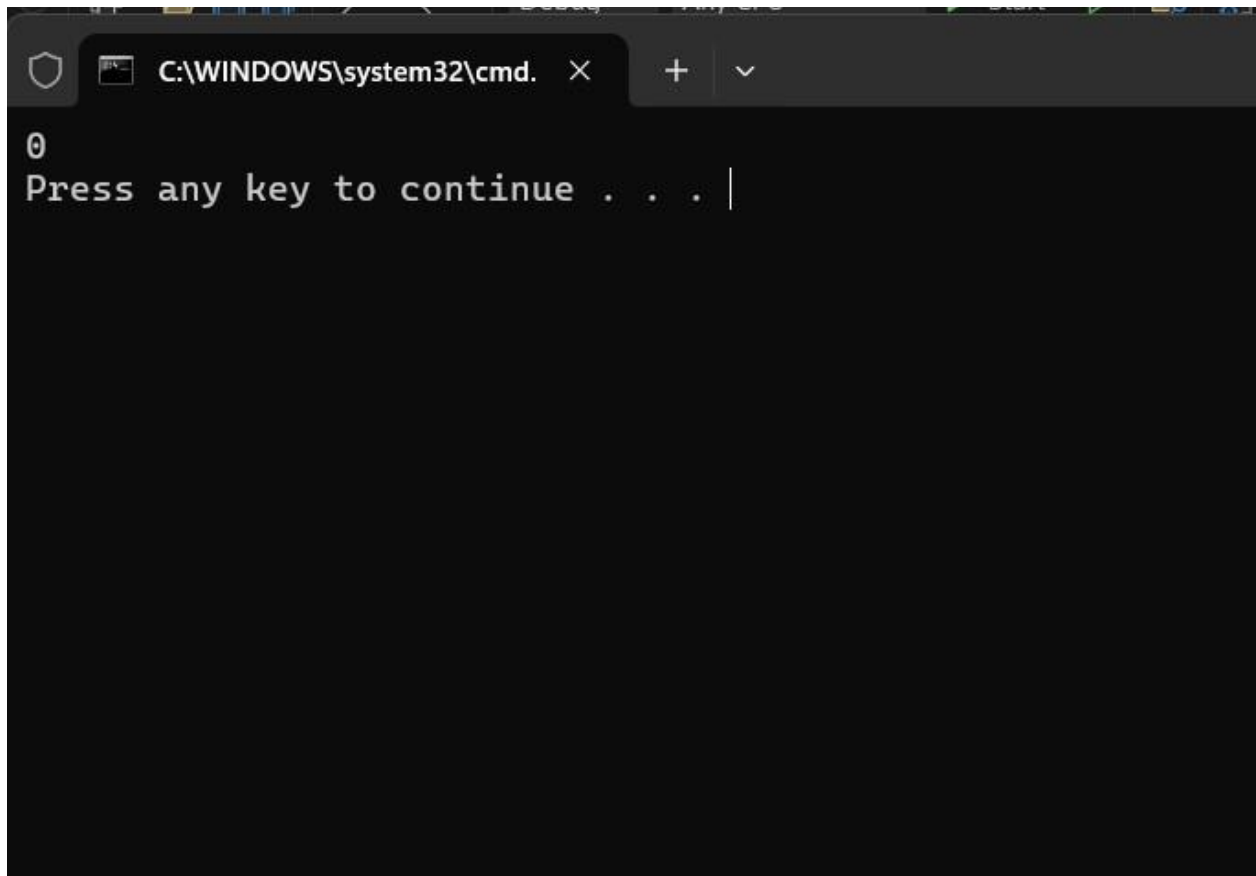 C:\WINDOWS\system32\cmd.
0
Press any key to continue . . .